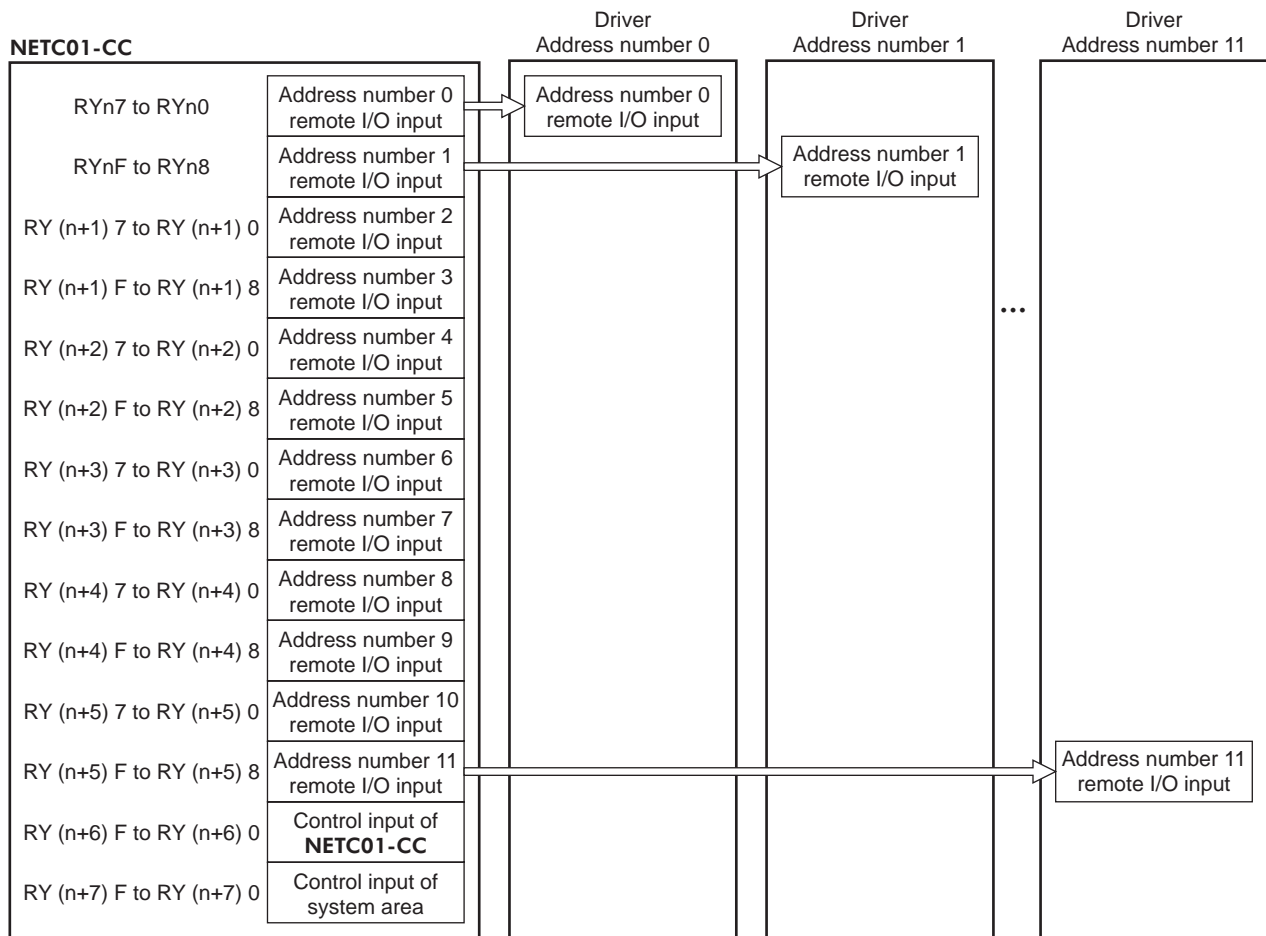 Driver
Address number 0
Driver
Address number 1
Driver
Address number 11
NETC01-CC
RYn7 to RYn0
Address number 0
remote I/O input
Address number 0
remote I/O input
RYnF to RYn8
Address number 1
remote I/O input
Address number 1
remote I/O input
RY (n+1) 7 to RY (n+1) 0
Address number 2
remote I/O input
RY (n+1) F to RY (n+1) 8
Address number 3
remote I/O input
...
RY (n+2) 7 to RY (n+2) 0
Address number 4
remote I/O input
RY (n+2) F to RY (n+2) 8
Address number 5
remote I/O input
RY (n+3) 7 to RY (n+3) 0
Address number 6
remote I/O input
RY (n+3) F to RY (n+3) 8
Address number 7
remote I/O input
RY (n+4) 7 to RY (n+4) 0
Address number 8
remote I/O input
RY (n+4) F to RY (n+4) 8
Address number 9
remote I/O input
RY (n+5) 7 to RY (n+5) 0
Address number 10
remote I/O input
RY (n+5) F to RY (n+5) 8
Address number 11
remote I/O input
Address number 11
remote I/O input
RY (n+6) F to RY (n+6) 0
Control input of
NETC01-CC
RY (n+7) F to RY (n+7) 0
Control input of
system area